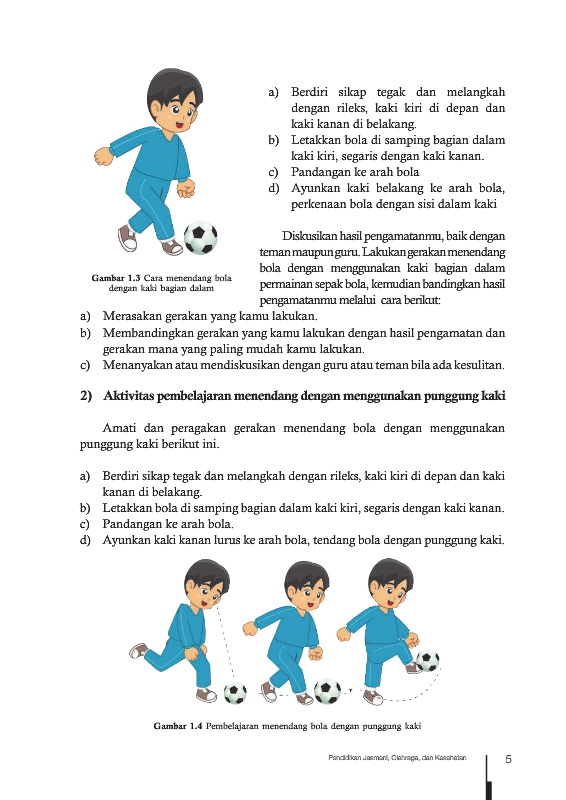 a) Berdiri sikap tegak dan melangkah
dengan rileks, kaki kiri di depan dan
kaki kanan di belakang.
b) Letakkan bola di samping bagian dalam
kaki kiri, segaris dengan kaki kanan.
c) Pandangan ke arah bola
d) Ayunkan kaki belakang ke arah bola,
perkenaan bola dengan sisi dalam kaki
Gambar 1.3 Cara menendang bola
dengan kaki bagian dalam
Diskusikan hasil pengamatanmu, baik dengan
teman maupun guru. Lakukan gerakan menendang
bola dengan menggunakan kaki bagian dalam
permainan sepak bola, kemudian bandingkan hasil
pengamatanmu melalui cara berikut:
a) Merasakan gerakan yang kamu lakukan.
b) Membandingkan gerakan yang kamu lakukan dengan hasil pengamatan dan
gerakan mana yang paling mudah kamu lakukan.
c) Menanyakan atau mendiskusikan dengan guru atau teman bila ada kesulitan.
2) Aktivitas pembelajaran menendang dengan menggunakan punggung kaki
Amati dan peragakan gerakan menendang bola dengan menggunakan
punggung kaki berikut ini.
a) Berdiri sikap tegak dan melangkah dengan rileks, kaki kiri di depan dan kaki
kanan di belakang.
b) Letakkan bola di samping bagian dalam kaki kiri, segaris dengan kaki kanan.
c) Pandangan ke arah bola.
d) Ayunkan kaki kanan lurus ke arah bola, tendang bola dengan punggung kaki.
Gambar 1.4 Pembelajaran menendang bola dengan punggung kaki
Pendidikan Jasmani, Olahraga, dan Kesehatan
5